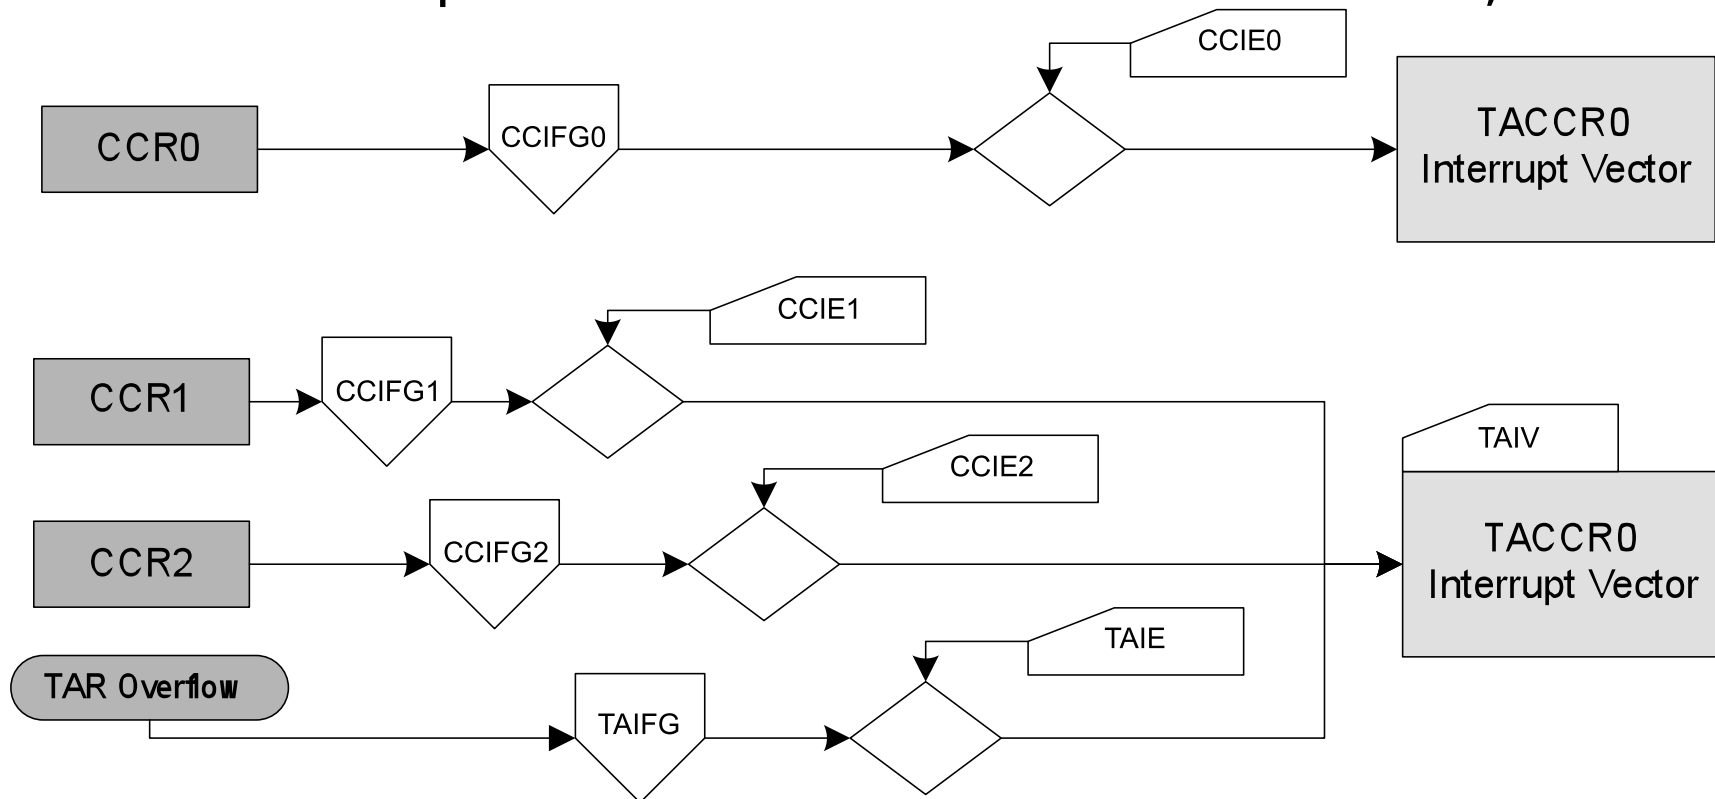 CCIE0
CCR0
CCIFG0
TACCR0
Interrupt Vector
CCIE1
CCR1
CCIFG1
TAIV
CCIE2
CCR2
CCIFG2
TACCR0
Interrupt Vector
TAIE
TAR Overflow
TAIFG